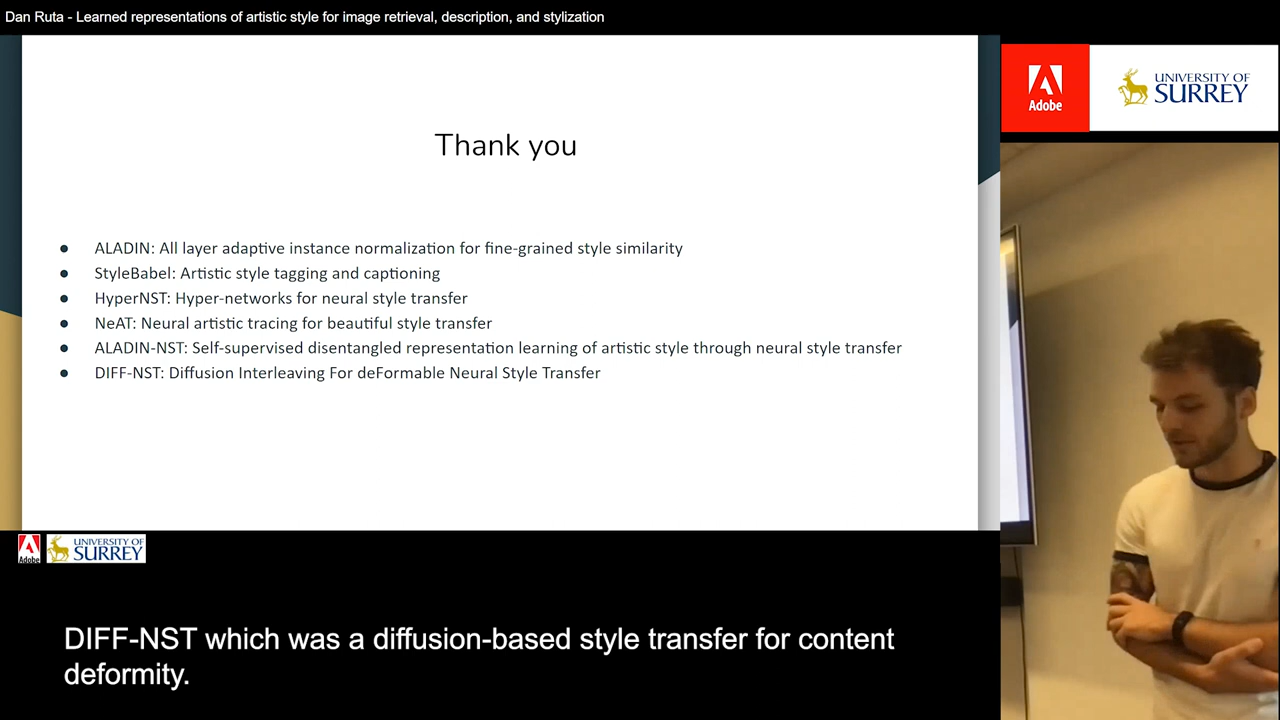 Dan Ruta - Learned representations of artistic style for image retrieval, description, and stylization
Thank you
● ALADIN: All layer adaptive instance normalization for fine-grained style similarity
● StyleBabel: Artistic style tagging and captioning
● HyperNST: Hyper-networks for neural style transfer
● NeAT: Neural artistic tracing for beautiful style transfer
● ALADIN-NST: Self-supervised disentangled representation learning of artistic style through neural style transfer
● DIFF-NST: Diffusion Interleaving For deFormable Neural Style Transfer
Adobe
UNIVERSITY OF
SURREY
Adobe
UNIVERSITY OF
SURREY
DIFF-NST which was a diffusion-based style transfer for content
deformity.